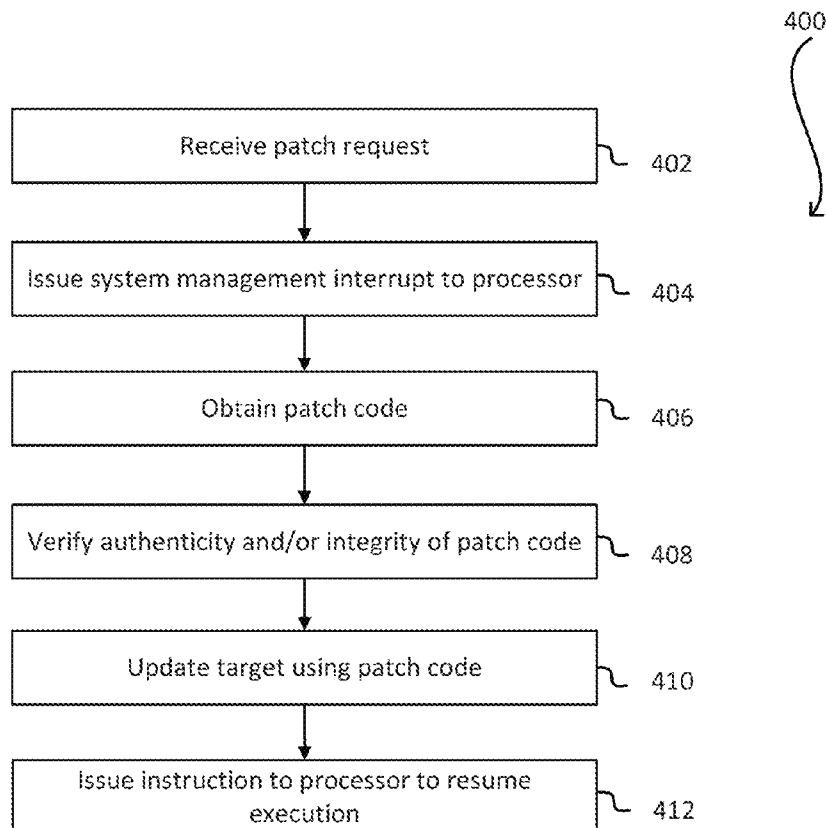 400
Receive patch request
402
Issue system management interrupt to processor
404
Obtain patch code
406
Verify authenticity and/or integrity of patch code
408
Update target using patch code
410
Issue instruction to processor to resume
execution
412